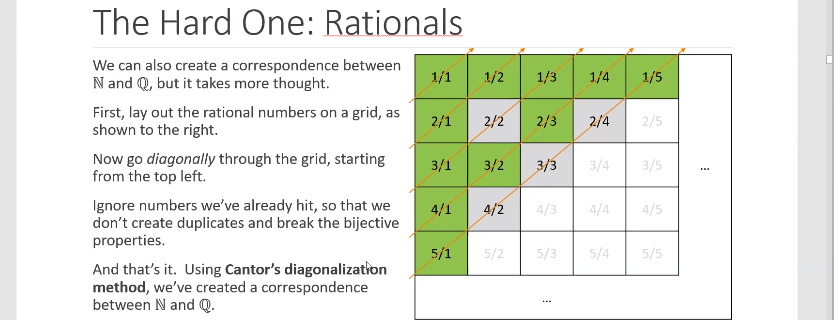 The Hard One: Rationals
We can also create a correspondence between
ℕ and ℚ, but it takes more thought.
First, lay out the rational numbers on a grid, as
shown to the right.
Now go diagonally through the grid, starting
from the top left.
Ignore numbers we've already hit, so that we
don't create duplicates and break the bijective
properties.
And that's it. Using Cantor's diagonalization
method, we've created a correspondence
between ℕ and ℚ.
1/1 1/2 1/3 1/4 1/5
2/1 2/2 2/3 2/4 2/5
3/1 3/2 3/3 3/4 3/5 ...
4/1 4/2 4/3 4/4 4/5
5/1 5/2 5/3 5/4 5/5
...